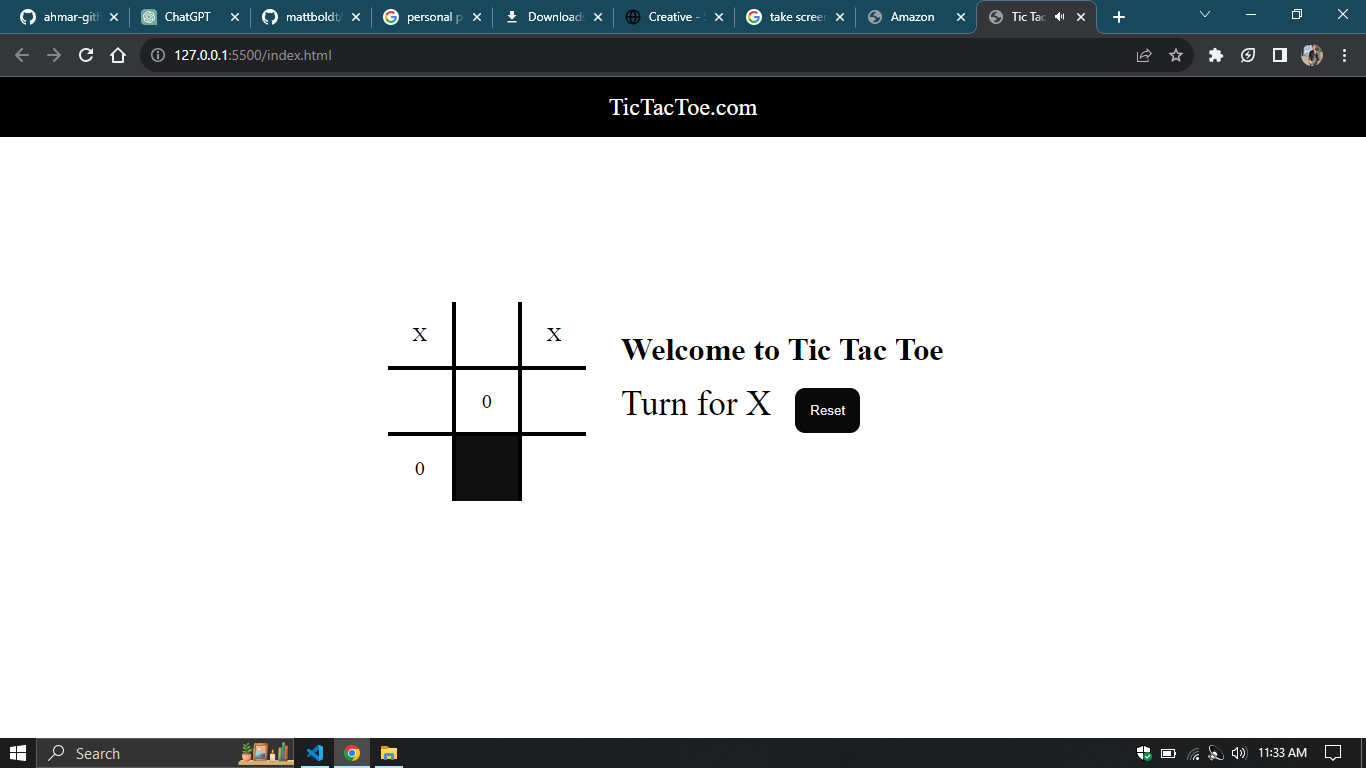 ahmar-gith
ChatGPT
mattboldt/
personal p
Downloads
Creative - S
take screen
Amazon
Tic Tac
127.0.0.1:5500/index.html
TicTacToe.com
X X
0
0
Welcome to Tic Tac Toe
Turn for X
Reset
Search
11:33 AM